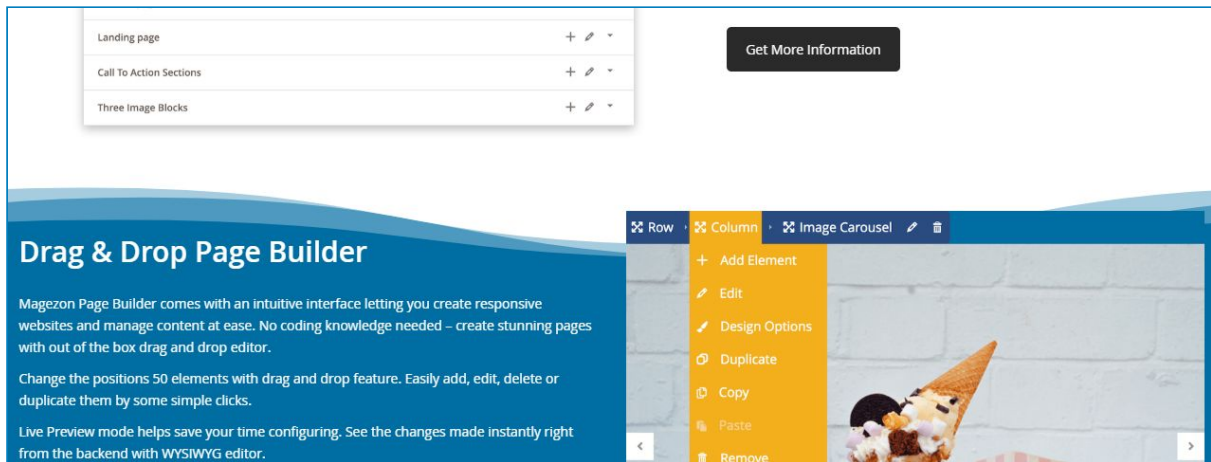 Landing page
Call To Action Sections
Three Image Blocks
Get More Information
Drag & Drop Page Builder
Magezon Page Builder comes with an intuitive interface letting you create responsive
websites and manage content at ease. No coding knowledge needed – create stunning pages
with out of the box drag and drop editor.
Change the positions 50 elements with drag and drop feature. Easily add, edit, delete or
duplicate them by some simple clicks.
Live Preview mode helps save your time configuring. See the changes made instantly right
from the backend with WYSIWYG editor.
Row Column Image Carousel
Add Element
Edit
Design Options
Duplicate
Copy
Paste
Remove